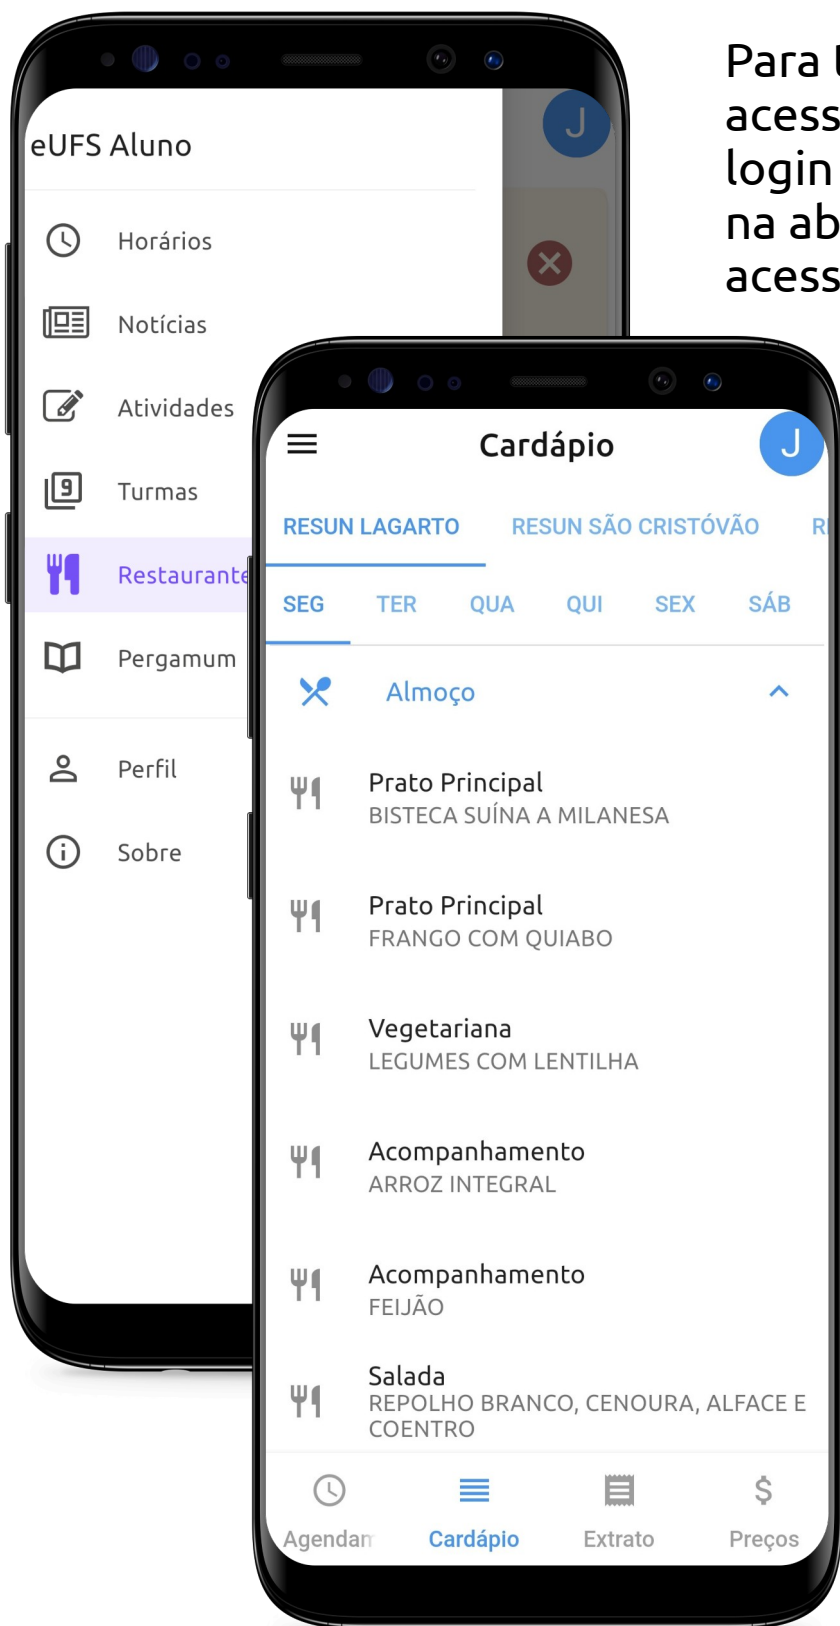 Para
acess
login
na ab
acess
eUFS Aluno
J
Horários
Notícias
Atividades
9 Turmas
Restaurante
Pergamum
Perfil
Sobre
Cardápio
J
RESUN LAGARTO RESUN SÃO CRISTÓVÃO
SEG TER QUA QUI SEX SÁB
Almoço
Prato Principal
BISTECA SUÍNA A MILANESA
Prato Principal
FRANGO COM QUIABO
Vegetariana
LEGUMES COM LENTILHA
Acompanhamento
ARROZ INTEGRAL
Acompanhamento
FEIJÃO
Salada
REPOLHO BRANCO, CENOURA, ALFACE E
COENTRO
Agendam Cardápio Extrato Preços